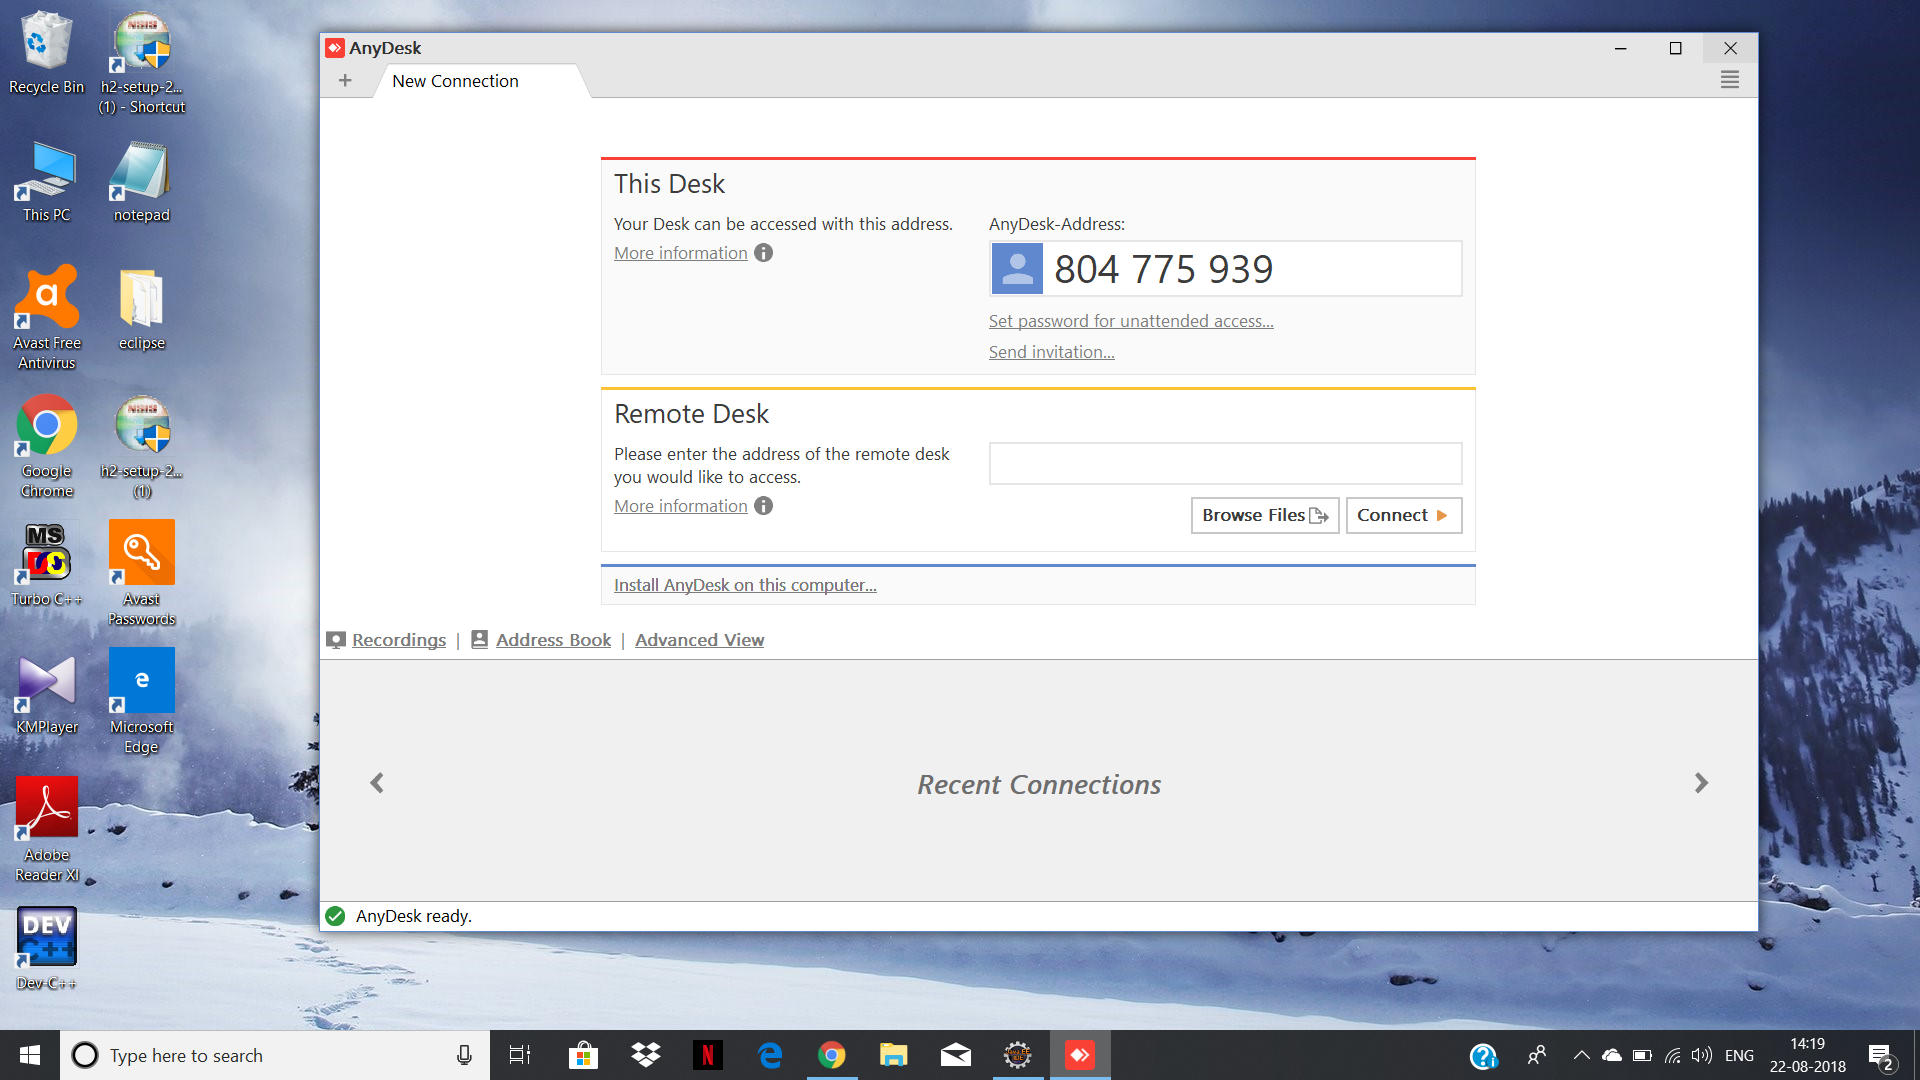 Recycle Bin
h2-setup-2...
(1) - Shortcut
This PC
notepad
Avast Free
Antivirus
eclipse
Google
Chrome
h2-setup-2...
(1)
MS
Turbo C++
Avast
Passwords
KMPlayer
Microsoft
Edge
Adobe
Reader XI
DEV
C++
Dev-C++
AnyDesk
New Connection
This Desk
Your Desk can be accessed with this address.
More information
AnyDesk-Address:
804 775 939
Set password for unattended access...
Send invitation...
Remote Desk
Please enter the address of the remote desk
you would like to access.
More information
Browse Files
Connect
Install AnyDesk on this computer...
Recordings | Address Book | Advanced View
Recent Connections
AnyDesk ready.
Type here to search
ENG
14:19
22-08-2018
2